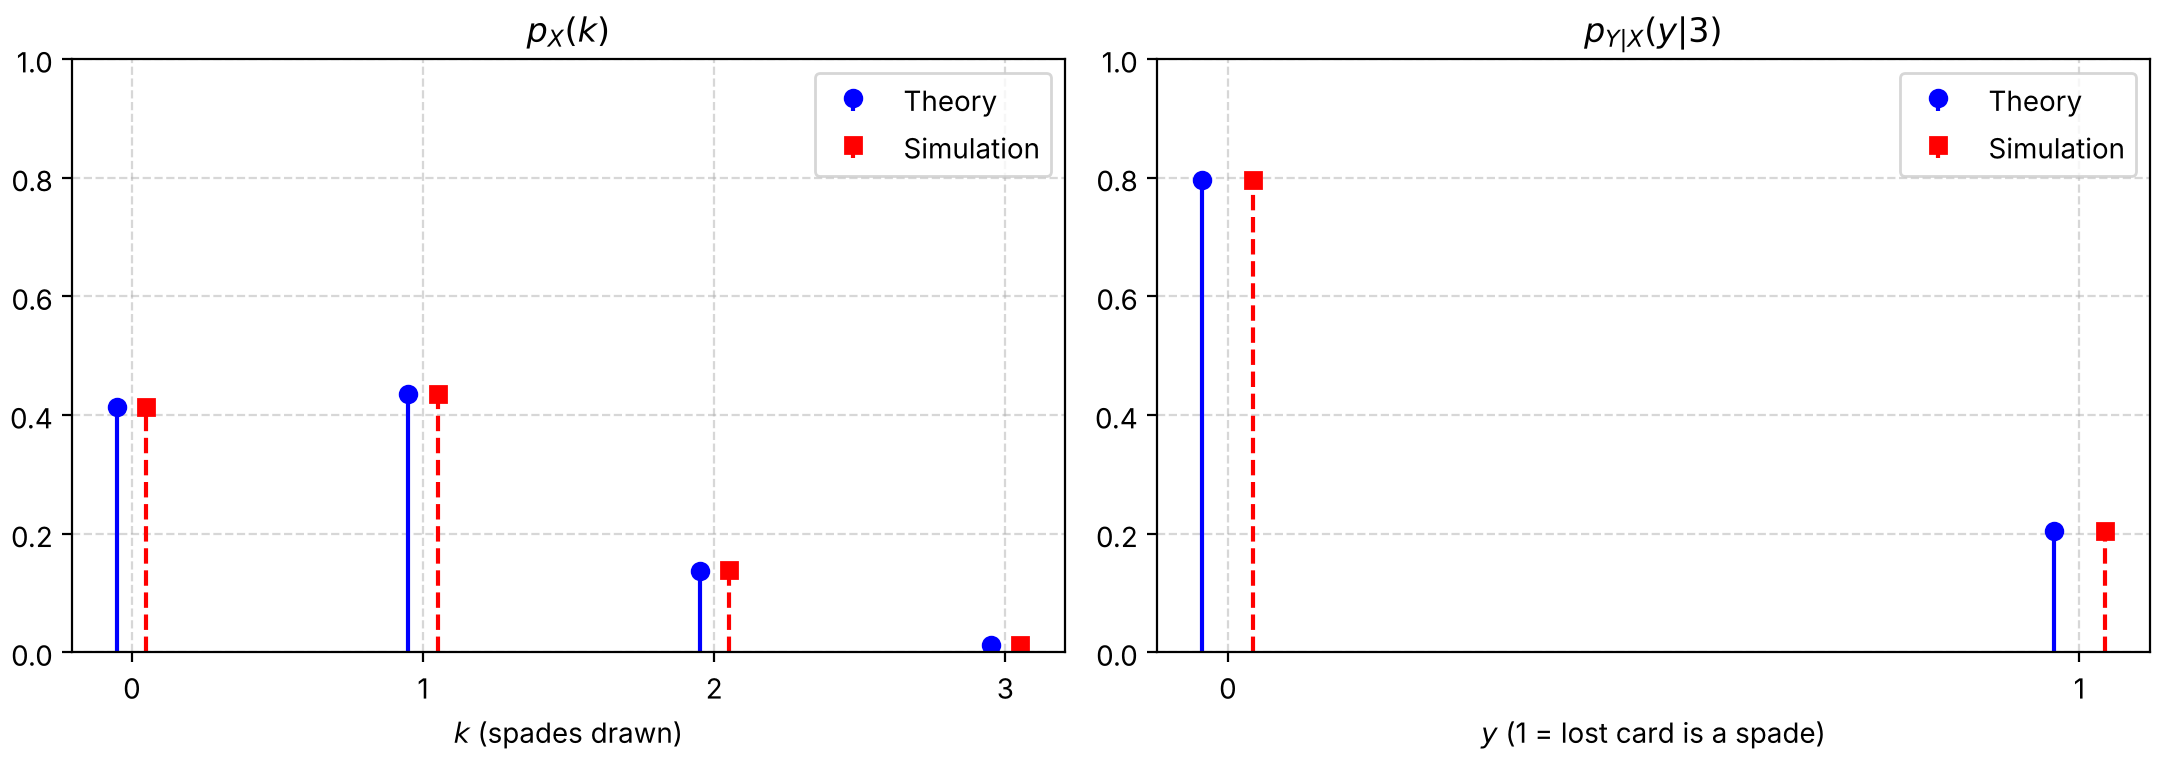 p_X(k)
1.0
0.8
0.6
0.4
0.2
0.0
Theory
Simulation
0 1 2 3
k (spades drawn)
p_{Y|X}(y|3)
1.0
0.8
0.6
0.4
0.2
0.0
Theory
Simulation
0 1
y (1 = lost card is a spade)